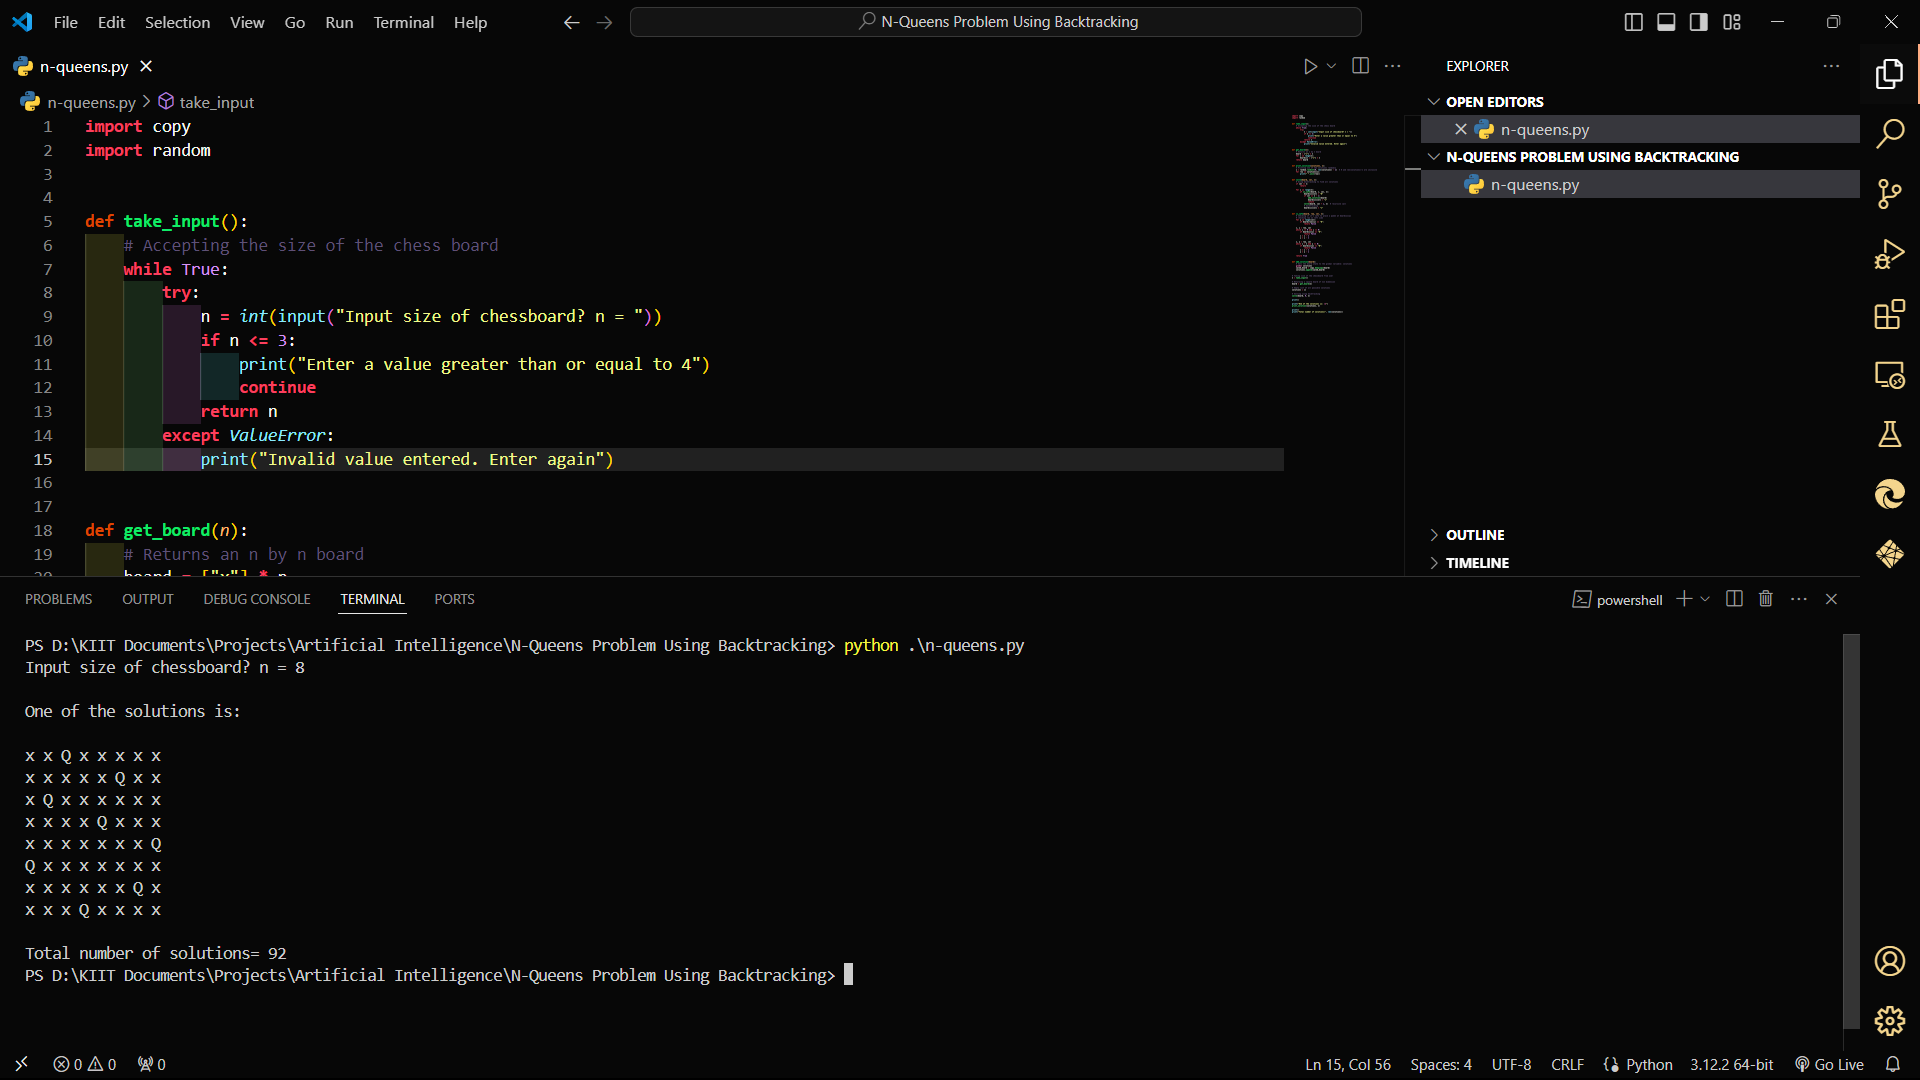 File Edit Selection View Go Run Terminal Help
N-Queens Problem Using Backtracking
n-queens.py
n-queens.py > take_input
1 import copy
2 import random
3
4
5 def take_input():
6 # Accepting the size of the chess board
7 while True:
8 try:
9 n = int(input("Input size of chessboard? n = "))
10 if n <= 3:
11 print("Enter a value greater than or equal to 4")
12 continue
13 return n
14 except ValueError:
15 print("Invalid value entered. Enter again")
16
17
18 def get_board(n):
19 # Returns an n by n board
20 board = ["x"] * n
EXPLORER
OPEN EDITORS
n-queens.py
N-QUEENS PROBLEM USING BACKTRACKING
n-queens.py
OUTLINE
TIMELINE
PROBLEMS OUTPUT DEBUG CONSOLE TERMINAL PORTS
powershell
PS D:\KIIT Documents\Projects\Artificial Intelligence\N-Queens Problem Using Backtracking> python .\n-queens.py
Input size of chessboard? n = 8
One of the solutions is:
x x Q x x x x x
x x x x x Q x x
x Q x x x x x x
x x x x Q x x x
x x x x x x x Q
Q x x x x x x x
x x x x x x Q x
x x x Q x x x x
Total number of solutions= 92
PS D:\KIIT Documents\Projects\Artificial Intelligence\N-Queens Problem Using Backtracking>
0 0 0
Ln 15, Col 56 Spaces: 4 UTF-8 CRLF Python 3.12.2 64-bit Go Live